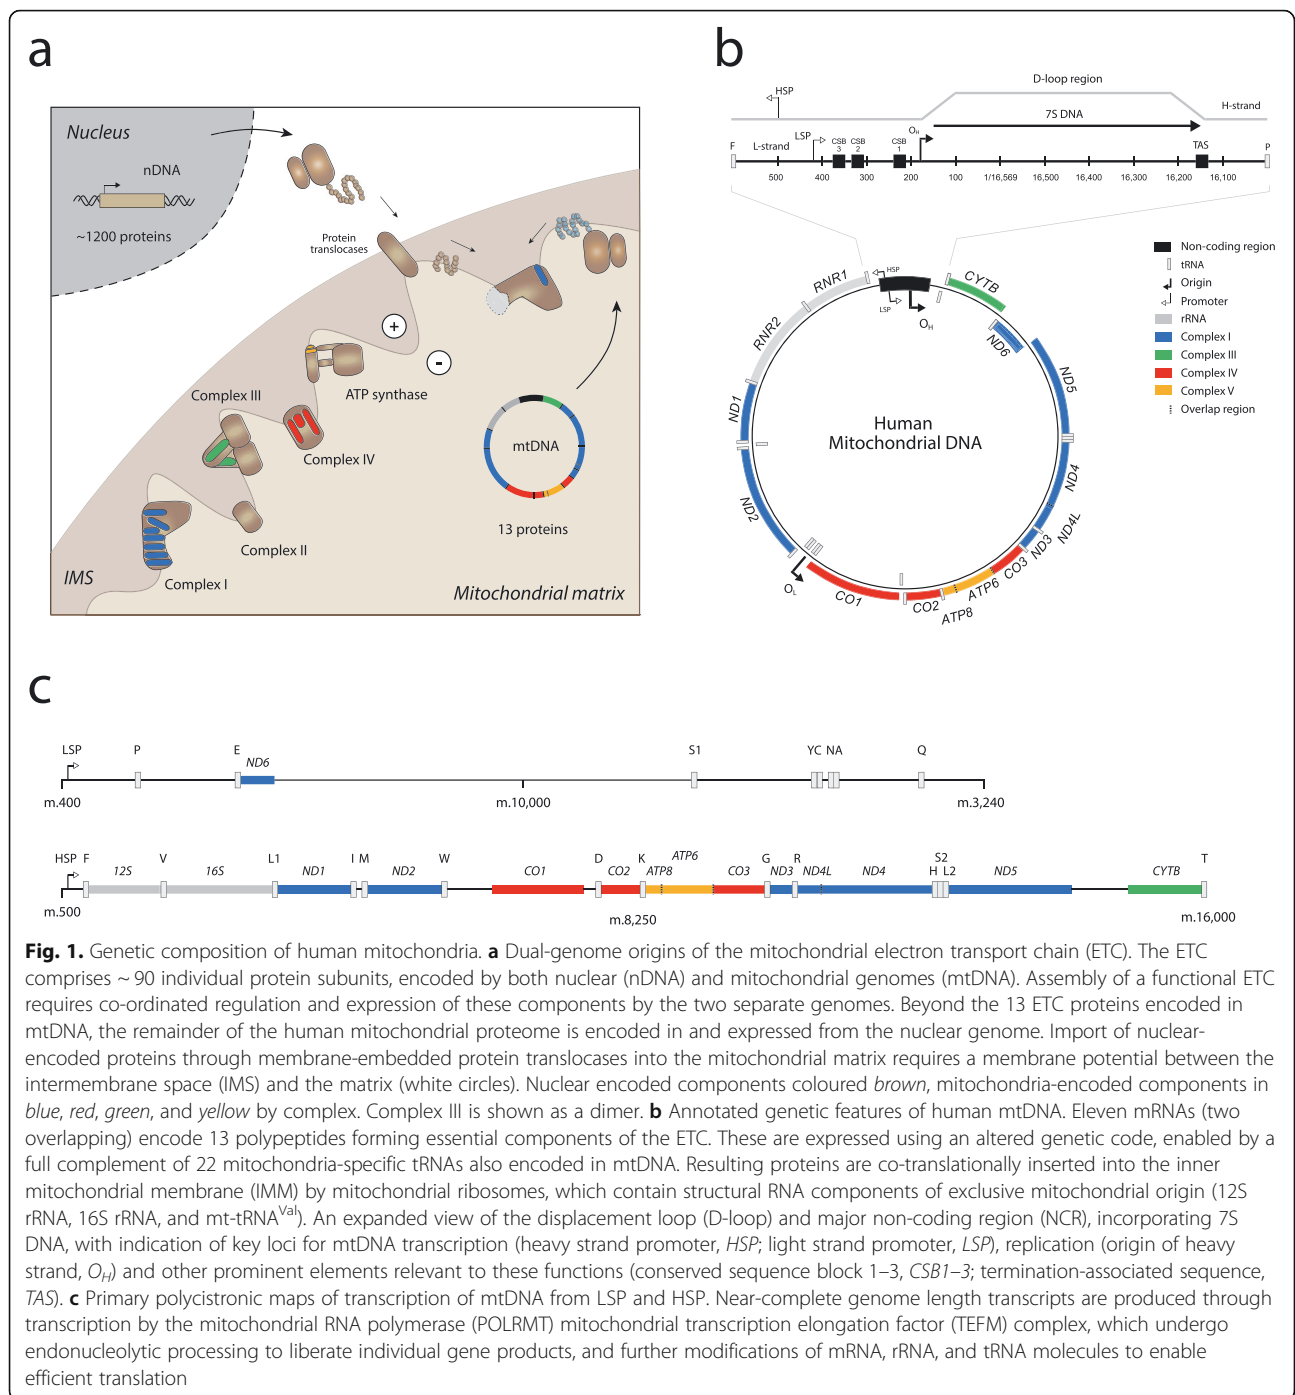 a
Nucleus
nDNA
~1200 proteins
Protein
translocases
+
-
ATP synthase
Complex III
Complex IV
mtDNA
13 proteins
Complex II
Complex I
IMS
Mitochondrial matrix
b
D-loop region
HSP
7S DNA
H-strand
OH
F
L-strand
LSP
CSB
3
CSB
2
CSB
1
TAS
P
500
400
300
200
100
1/16,569
16,500
16,400
16,300
16,200
16,100
Non-coding region
tRNA
Origin
Promoter
rRNA
Complex I
Complex III
Complex IV
Complex V
Overlap region
HSP
LSP
OH
RNR1
RNR2
CYTB
ND6
ND5
ND1
Human
Mitochondrial DNA
ND4
ND2
ND4L
ND3
CO3
OL
CO1
CO2
ATP6
ATP8
c
LSP
P
E
ND6
S1
YC
NA
Q
m.400
m.10,000
m.3,240
HSP
F
12S
V
16S
L1
ND1
I
M
ND2
W
CO1
D
CO2
K
ATP8
ATP6
CO3
G
ND3
R
ND4L
ND4
H
S2
L2
ND5
CYTB
T
m.500
m.8,250
m.16,000
Fig. 1. Genetic composition of human mitochondria. a Dual-genome origins of the mitochondrial electron transport chain (ETC). The ETC
comprises ~ 90 individual protein subunits, encoded by both nuclear (nDNA) and mitochondrial genomes (mtDNA). Assembly of a functional ETC
requires co-ordinated regulation and expression of these components by the two separate genomes. Beyond the 13 ETC proteins encoded in
mtDNA, the remainder of the human mitochondrial proteome is encoded in and expressed from the nuclear genome. Import of nuclear-
encoded proteins through membrane-embedded protein translocases into the mitochondrial matrix requires a membrane potential between the
intermembrane space (IMS) and the matrix (white circles). Nuclear encoded components coloured brown, mitochondria-encoded components in
blue, red, green, and yellow by complex. Complex III is shown as a dimer. b Annotated genetic features of human mtDNA. Eleven mRNAs (two
overlapping) encode 13 polypeptides forming essential components of the ETC. These are expressed using an altered genetic code, enabled by a
full complement of 22 mitochondria-specific tRNAs also encoded in mtDNA. Resulting proteins are co-translationally inserted into the inner
mitochondrial membrane (IMM) by mitochondrial ribosomes, which contain structural RNA components of exclusive mitochondrial origin (12S
rRNA, 16S rRNA, and mt-tRNAVal). An expanded view of the displacement loop (D-loop) and major non-coding region (NCR), incorporating 7S
DNA, with indication of key loci for mtDNA transcription (heavy strand promoter, HSP; light strand promoter, LSP), replication (origin of heavy
strand, OH) and other prominent elements relevant to these functions (conserved sequence block 1–3, CSB1–3; termination-associated sequence,
TAS). c Primary polycistronic maps of transcription of mtDNA from LSP and HSP. Near-complete genome length transcripts are produced through
transcription by the mitochondrial RNA polymerase (POLRMT) mitochondrial transcription elongation factor (TEFM) complex, which undergo
endonucleolytic processing to liberate individual gene products, and further modifications of mRNA, rRNA, and tRNA molecules to enable
efficient translation